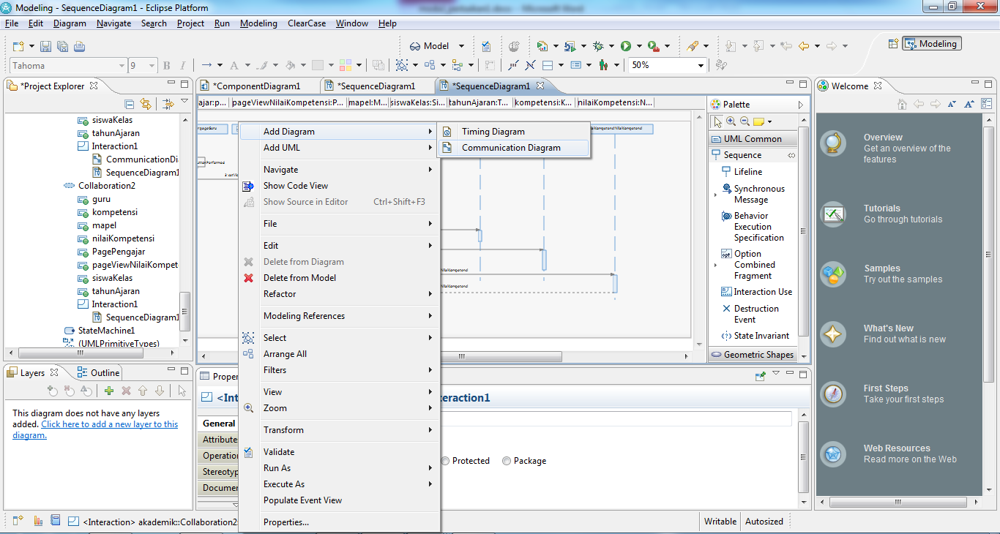 Modeling - SequenceDiagram1 - Eclipse Platform
File Edit Diagram Navigate Search Project Run Modeling ClearCase Window Help
Model
Modeling
Tahoma 9 B I A 50%
*Project Explorer
siswaKelas
tahunAjaran
Interaction1
CommunicationDi
SequenceDiagram1
Collaboration2
guru
kompetensi
mapel
nilaiKompetensi
PagePengajar
pageViewNilaiKompet
siswaKelas
tahunAjaran
Interaction1
SequenceDiagram1
StateMachine1
(UMLPrimitiveTypes)
Layers Outline
This diagram does not have any layers
added. Click here to add a new layer to this
diagram.
*ComponentDiagram *SequenceDiagram1 *SequenceDiagram1
ajar:p... pageViewNilaiKompetensi:P... mapel:M... siswaKelas:Si... tahunAjaran:T... kompetensi:K... nilaiKompetensi:N...
Add Diagram
Add UML
Navigate
Show Code View
Show Source in Editor Ctrl+Shift+F3
File
Edit
Delete from Diagram
Delete from Model
Refactor
Modeling References
Select
Arrange All
Filters
View
Zoom
Transform
Validate
Run As
Execute As
Populate Event View
Properties...
Timing Diagram
Communication Diagram
Palette
UML Common
Sequence
Lifeline
Synchronous
Message
Behavior
Execution
Specification
Option
Combined
Fragment
Interaction Use
Destruction
Event
State Invariant
Geometric Shapes
Proper
<Int
eraction1
General
Attribute
Operation
Stereotyp
Documen
Protected Package
Welcome
Overview
Get an overview of the
features
Tutorials
Go through tutorials
Samples
Try out the samples
What's New
Find out what is new
First Steps
Take your first steps
Web Resources
Read more on the Web
<Interaction> akademik::Collaboration2:
Writable Autosized